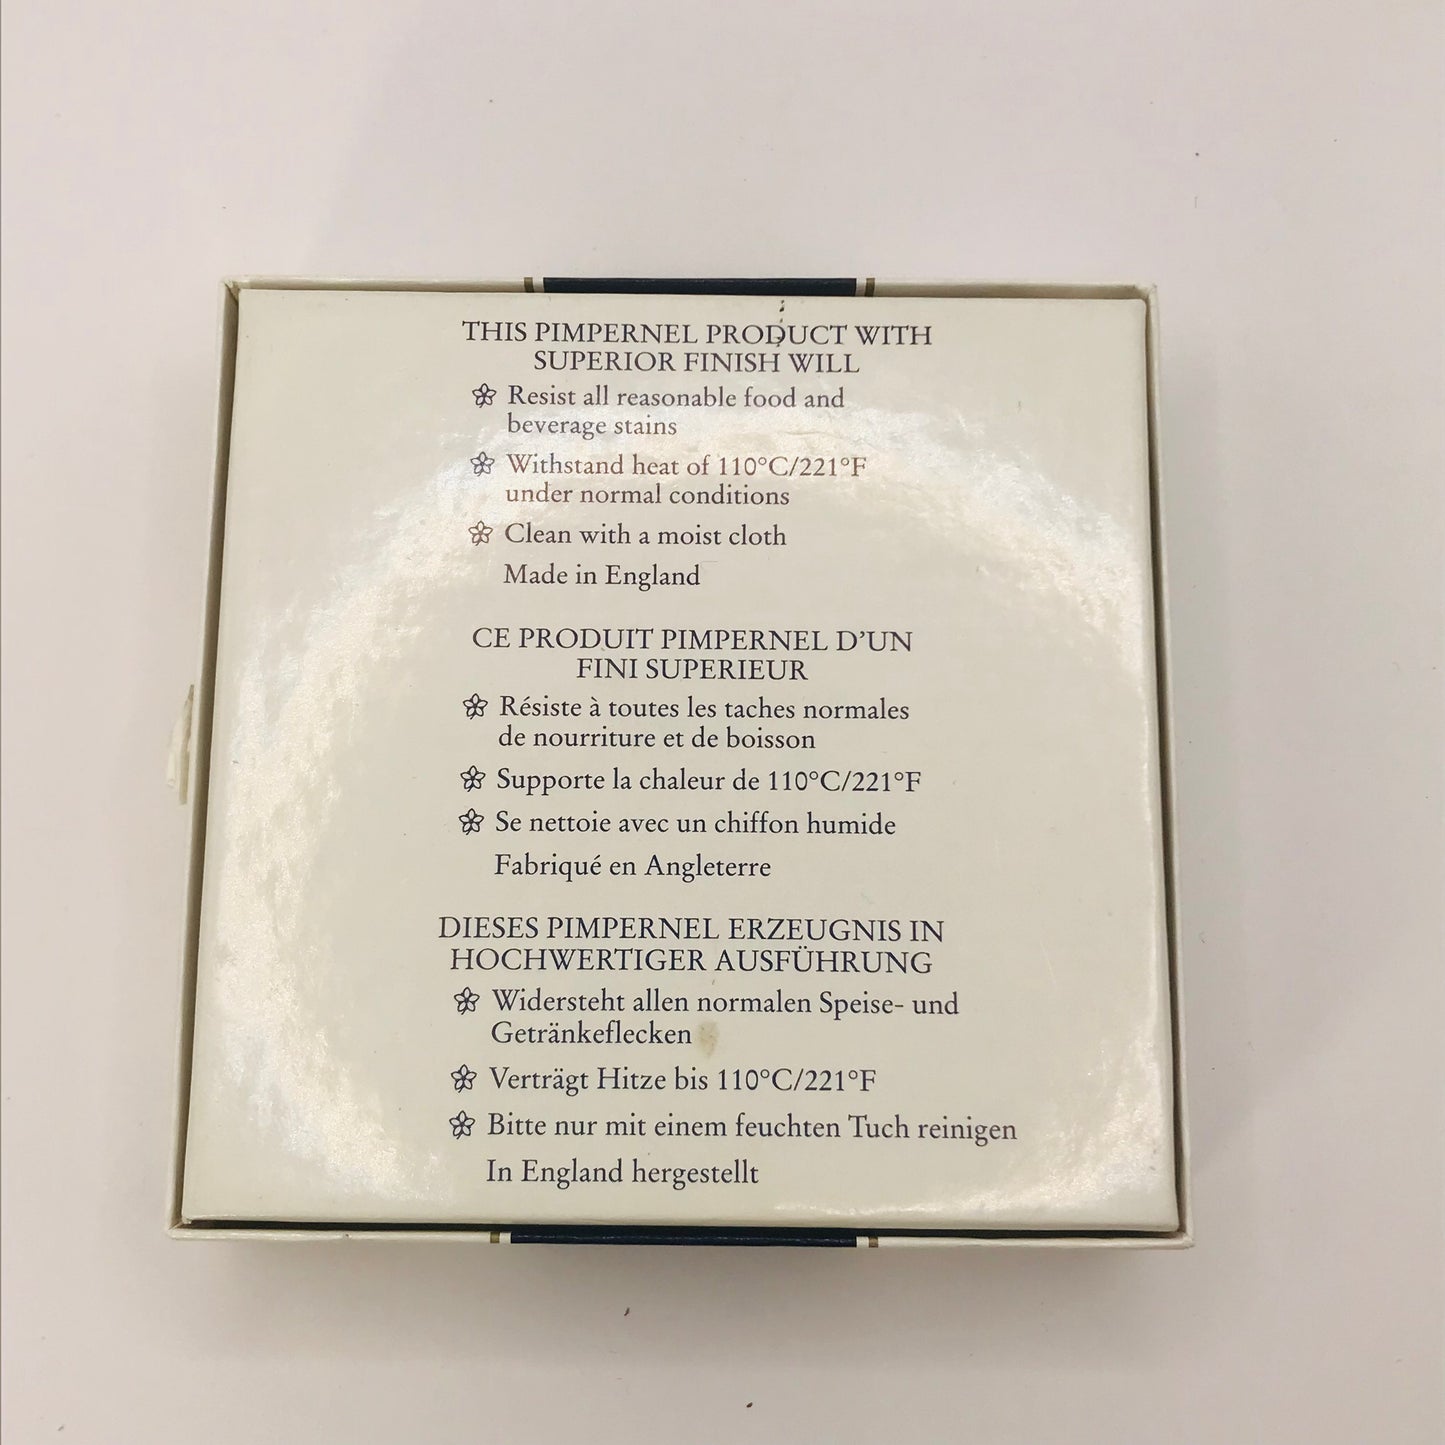 THIS PIMPERNEL PRODUCT WITH
SUPERIOR FINISH WILL
Resist all reasonable food and
beverage stains
Withstand heat of 110°C/221°F
under normal conditions
Clean with a moist cloth
Made in England
CE PRODUIT PIMPERNEL D'UN
FINI SUPERIEUR
Résiste à toutes les taches normales
de nourriture et de boisson
Supporte la chaleur de 110°C/221°F
Se nettoie avec un chiffon humide
Fabriqué en Angleterre
DIESES PIMPERNEL ERZEUGNIS IN
HOCHWERTIGER AUSFÜHRUNG
Widersteht allen normalen Speise- und
Getränkeflecken
Verträgt Hitze bis 110°C/221°F
Bitte nur mit einem feuchten Tuch reinigen
In England hergestellt